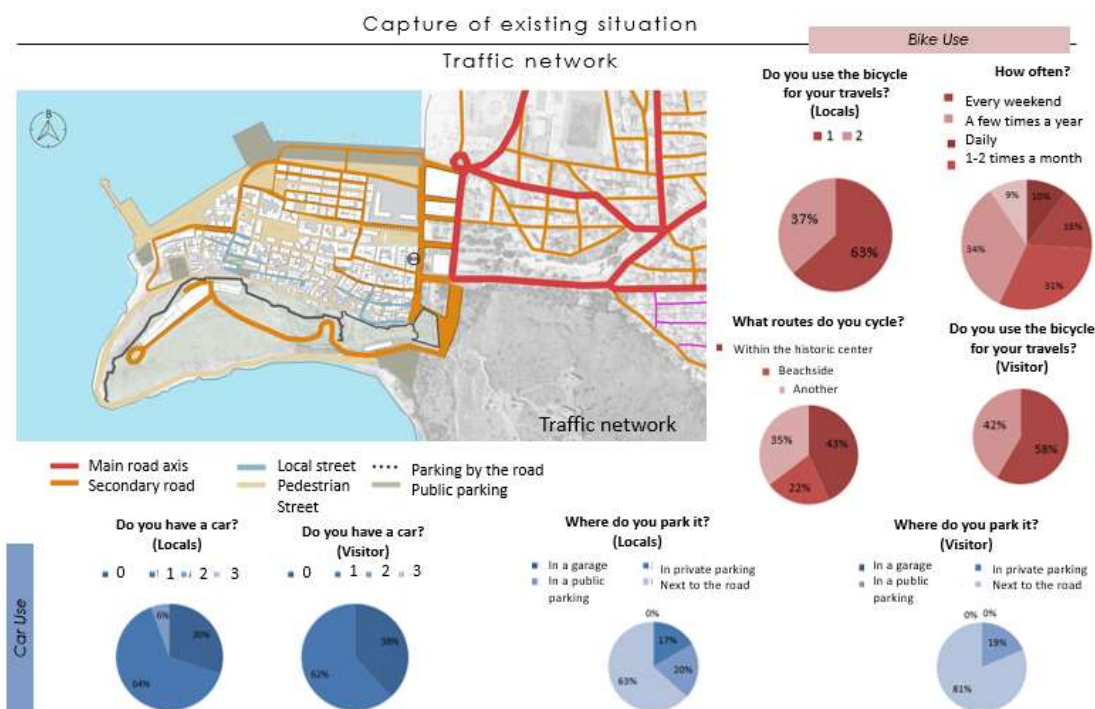 Capture of existing situation
Traffic network
Bike Use
B
Traffic network
Main road axis
Secondary road
Local street
Pedestrian
Street
Parking by the road
Public parking
Do you use the bicycle
for your travels?
(Locals)
1 2
37%
63%
How often?
Every weekend
A few times a year
Daily
1-2 times a month
9%
10%
16%
34%
31%
What routes do you cycle?
Within the historic center
Beachside
Another
35%
43%
22%
Do you use the bicycle
for your travels?
(Visitor)
42%
58%
Car Use
Do you have a car?
(Locals)
0 1 2 3
6%
30%
64%
Do you have a car?
(Visitor)
0 1 2 3
38%
62%
Where do you park it?
(Locals)
In a garage
In private parking
In a public
parking
Next to the road
0%
17%
20%
63%
Where do you park it?
(Visitor)
In a garage
In private parking
In a public
parking
Next to the road
0% 0%
19%
81%